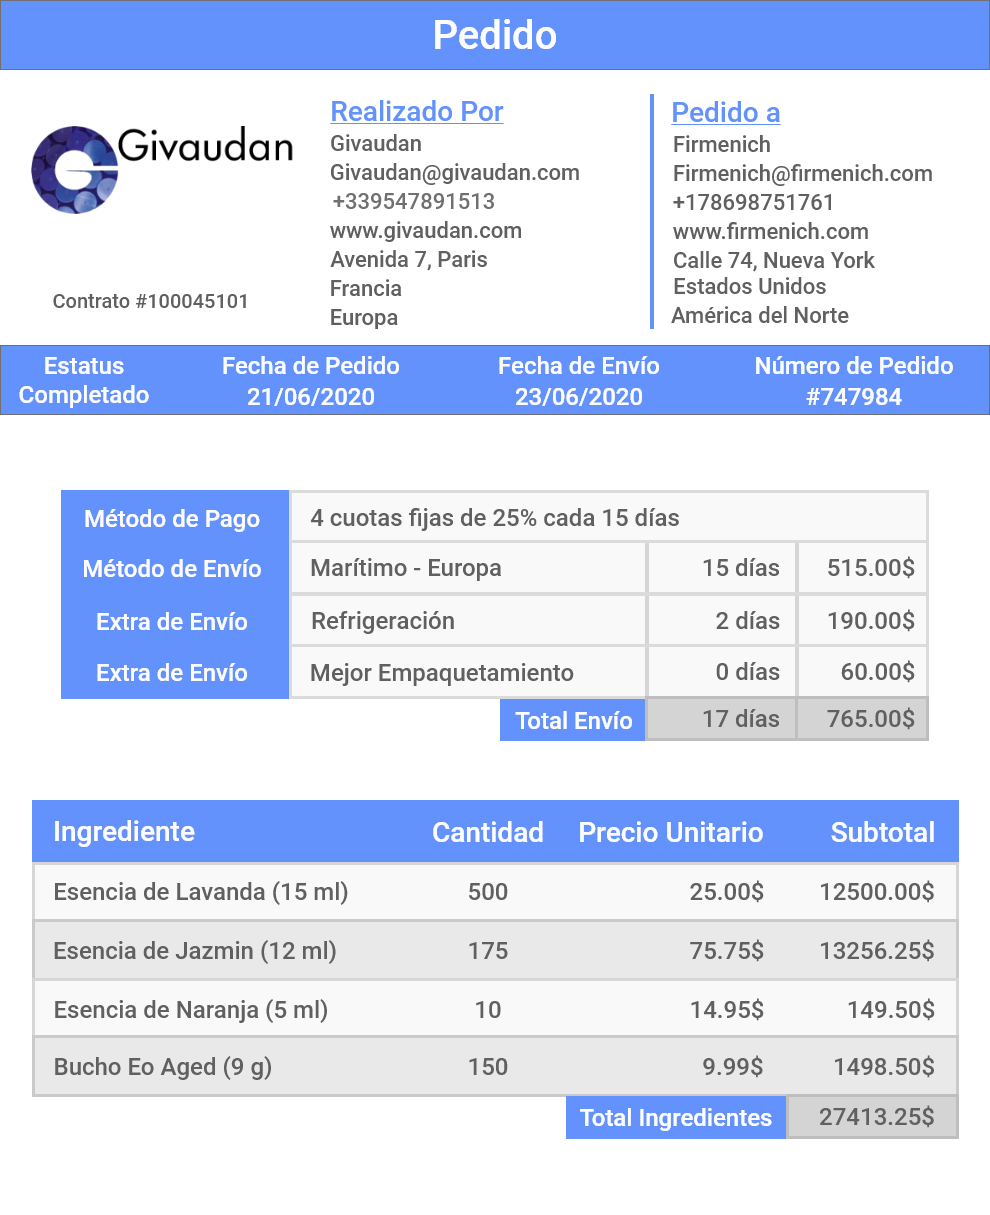 Pedido
Givaudan
Contrato #100045101
Realizado Por
Givaudan
Givaudan@givaudan.com
+339547891513
www.givaudan.com
Avenida 7, Paris
Francia
Europa
Pedido a
Firmenich
Firmenich@firmenich.com
+178698751761
www.firmenich.com
Calle 74, Nueva York
Estados Unidos
América del Norte
Estatus
Completado
Fecha de Pedido
21/06/2020
Fecha de Envío
23/06/2020
Número de Pedido
#747984
Método de Pago 4 cuotas fijas de 25% cada 15 días
Método de Envío Marítimo - Europa 15 días 515.00$
Extra de Envío Refrigeración 2 días 190.00$
Extra de Envío Mejor Empaquetamiento 0 días 60.00$
Total Envío 17 días 765.00$
Ingrediente Cantidad Precio Unitario Subtotal
Esencia de Lavanda (15 ml) 500 25.00$ 12500.00$
Esencia de Jazmin (12 ml) 175 75.75$ 13256.25$
Esencia de Naranja (5 ml) 10 14.95$ 149.50$
Bucho Eo Aged (9 g) 150 9.99$ 1498.50$
Total Ingredientes 27413.25$